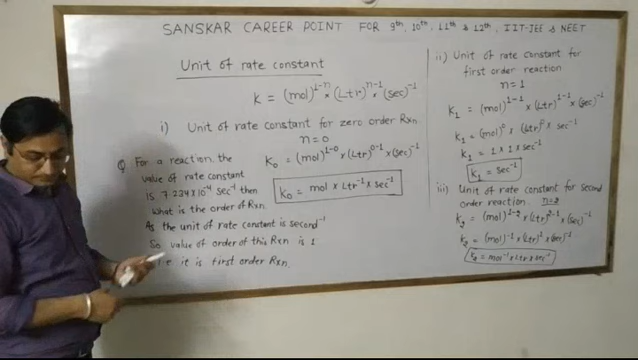 SANSKAR CAREER POINT FOR 9th, 10th, 11th & 12th, IIT-JEE & NEET
Unit of rate constant
K = (mol)^1-n × (Ltr)^n-1 × (sec)^-1
i) Unit of rate constant for zero order Rxn
n = 0
K₀ = (mol)^1-0 × (Ltr)^0-1 × (sec)^-1
K₀ = mol × Ltr^-1 × sec^-1
Q For a reaction the
value of rate constant
is 7.234×10^-4 sec^-1 then
what is the order of Rxn
As the unit of rate constant is second^-1
So value of order of this Rxn is 1
i.e. it is first order Rxn.
ii) Unit of rate constant for
first order reaction
n = 1
K₁ = (mol)^1-1 × (Ltr)^1-1 × (sec)^-1
K₁ = (mol)^0 × (Ltr)^0 × sec^-1
K₁ = 1 × 1 × sec^-1
K₁ = sec^-1
iii) Unit of rate constant for second
order reaction. n=2
K₂ = (mol)^1-2 × (Ltr)^2-1 × (sec)^-1
K₂ = (mol)^-1 × (Ltr)^1 × (sec)^-1
K₂ = mol^-1 × Ltr × sec^-1